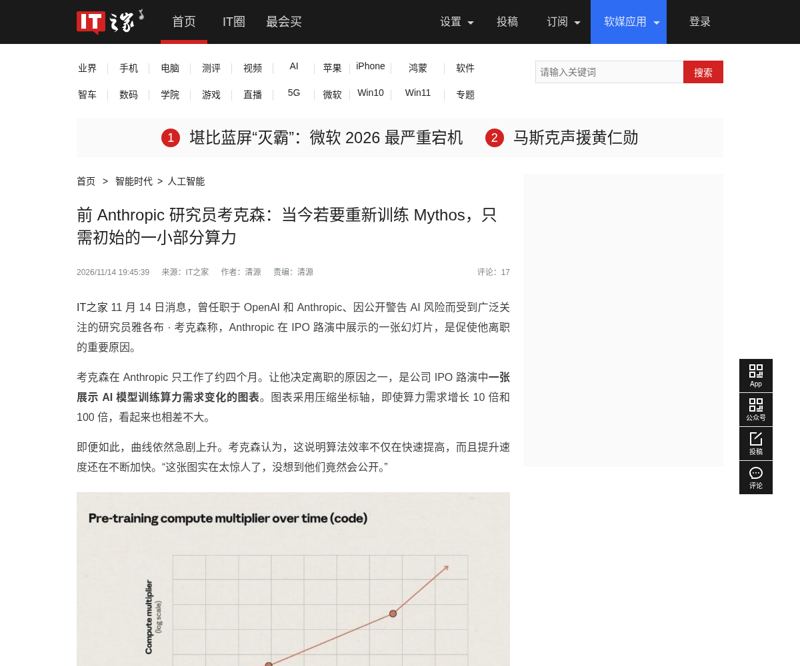 IT之家
首页 IT圈 最会买 设置 投稿 订阅 软媒应用 登录
业界 手机 电脑 测评 视频 AI 苹果 iPhone 鸿蒙 软件
请输入关键词 搜索
智车 数码 学院 游戏 直播 5G 微软 Win10 Win11 专题
1 堪比蓝屏“灭霸”：微软 2026 最严重宕机 2 马斯克声援黄仁勋
首页 > 智能时代 > 人工智能
前 Anthropic 研究员考克森：当今若要重新训练 Mythos，只
需初始的一小部分算力
2026/11/14 19:45:39 来源：IT之家 作者：清源 责编：清源 评论：17
IT之家 11 月 14 日消息，曾任职于 OpenAI 和 Anthropic、因公开警告 AI 风险而受到广泛关
注的研究员雅各布 · 考克森称，Anthropic 在 IPO 路演中展示的一张幻灯片，是促使他离职
的重要原因。
考克森在 Anthropic 只工作了约四个月。让他决定离职的原因之一，是公司 IPO 路演中一张
展示 AI 模型训练算力需求变化的图表。图表采用压缩坐标轴，即使算力需求增长 10 倍和
100 倍，看起来也相差不大。
即便如此，曲线依然急剧上升。考克森认为，这说明算法效率不仅在快速提高，而且提升速
度还在不断加快。“这张图实在太惊人了，没想到他们竟然会公开。”
Pre-training compute multiplier over time (code)
Compute multiplier
(log scale)
App
公众号
投稿
评论